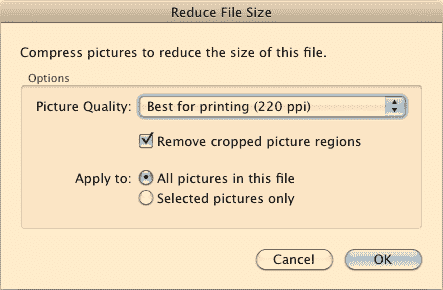 Reduce File Size
Compress pictures to reduce the size of this file.
Options
Picture Quality: Best for printing (220 ppi)
Remove cropped picture regions
Apply to: All pictures in this file
Selected pictures only
Cancel OK